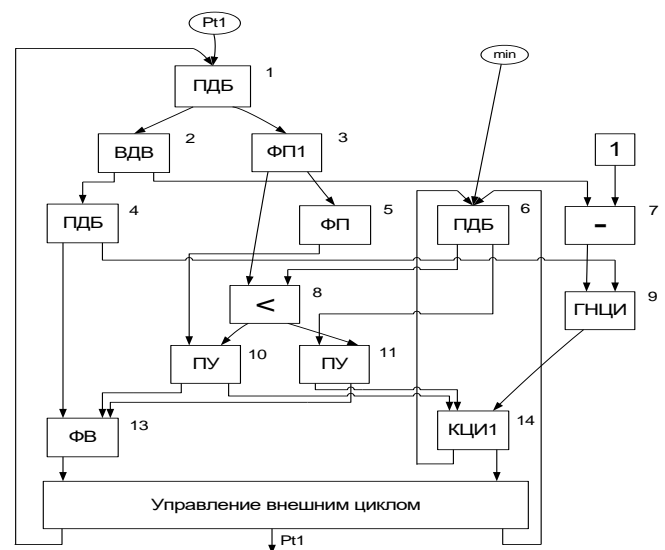 Pt1
ПДБ 1
min
ВДВ 2
ФП1 3
1
ПДБ 4
ФП 5
ПДБ 6
- 7
< 8
ГНЦИ 9
ПУ 10
ПУ 11
ФВ 13
КЦИ1 14
Управление внешним циклом
Pt1